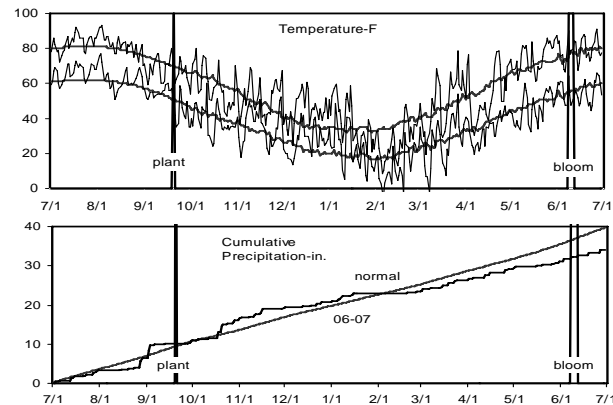 100
Temperature-F
80
60
40
20
plant
bloom
0
7/1 8/1 9/1 10/1 11/1 12/1 1/1 2/1 3/1 4/1 5/1 6/1 7/1
40
Cumulative
Precipitation-in.
normal
30
20
06-07
10
plant
bloom
0
7/1 8/1 9/1 10/1 11/1 12/1 1/1 2/1 3/1 4/1 5/1 6/1 7/1